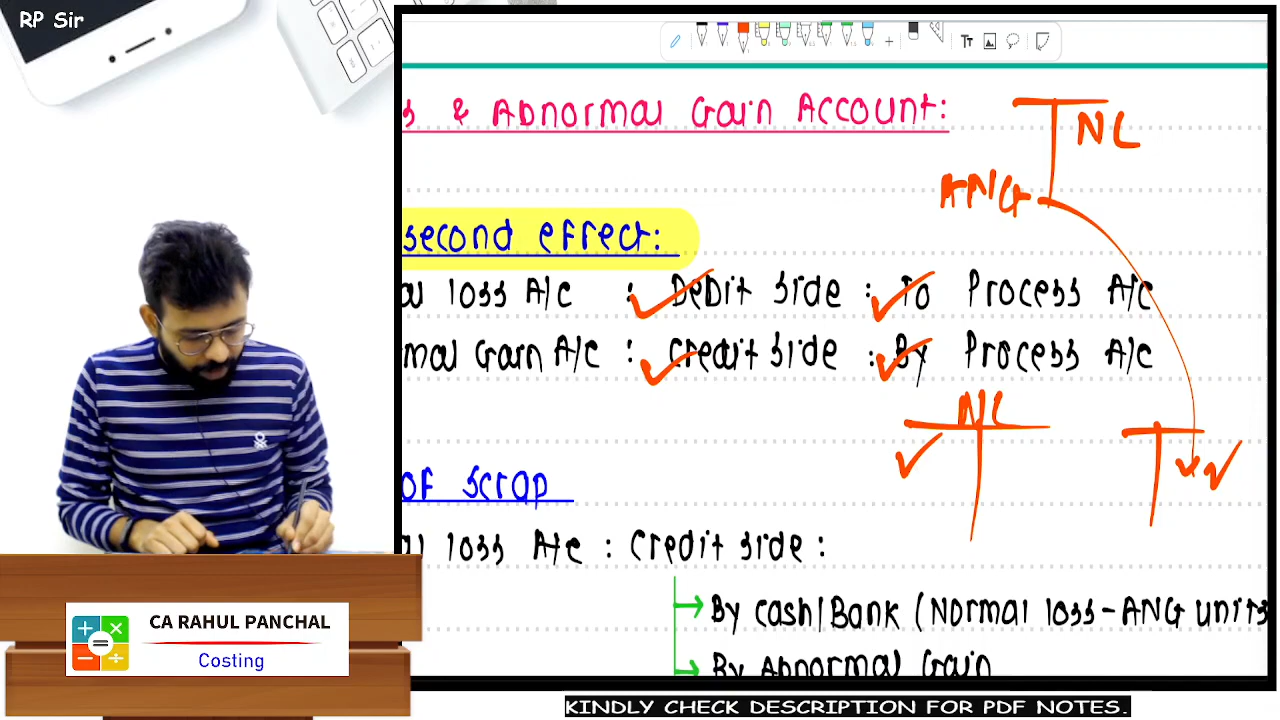 RP Sir
& Abnormal Gain Account:
NL
ANG
second effect:
loss A/c : Debit side : To Process A/c
mal Gain A/c : Credit side : By Process A/c
N/L
of scrap
loss A/c : Credit side :
By cash/Bank (Normal loss-ANG units
By Abnormal Gain
CA RAHUL PANCHAL
Costing
KINDLY CHECK DESCRIPTION FOR PDF NOTES.